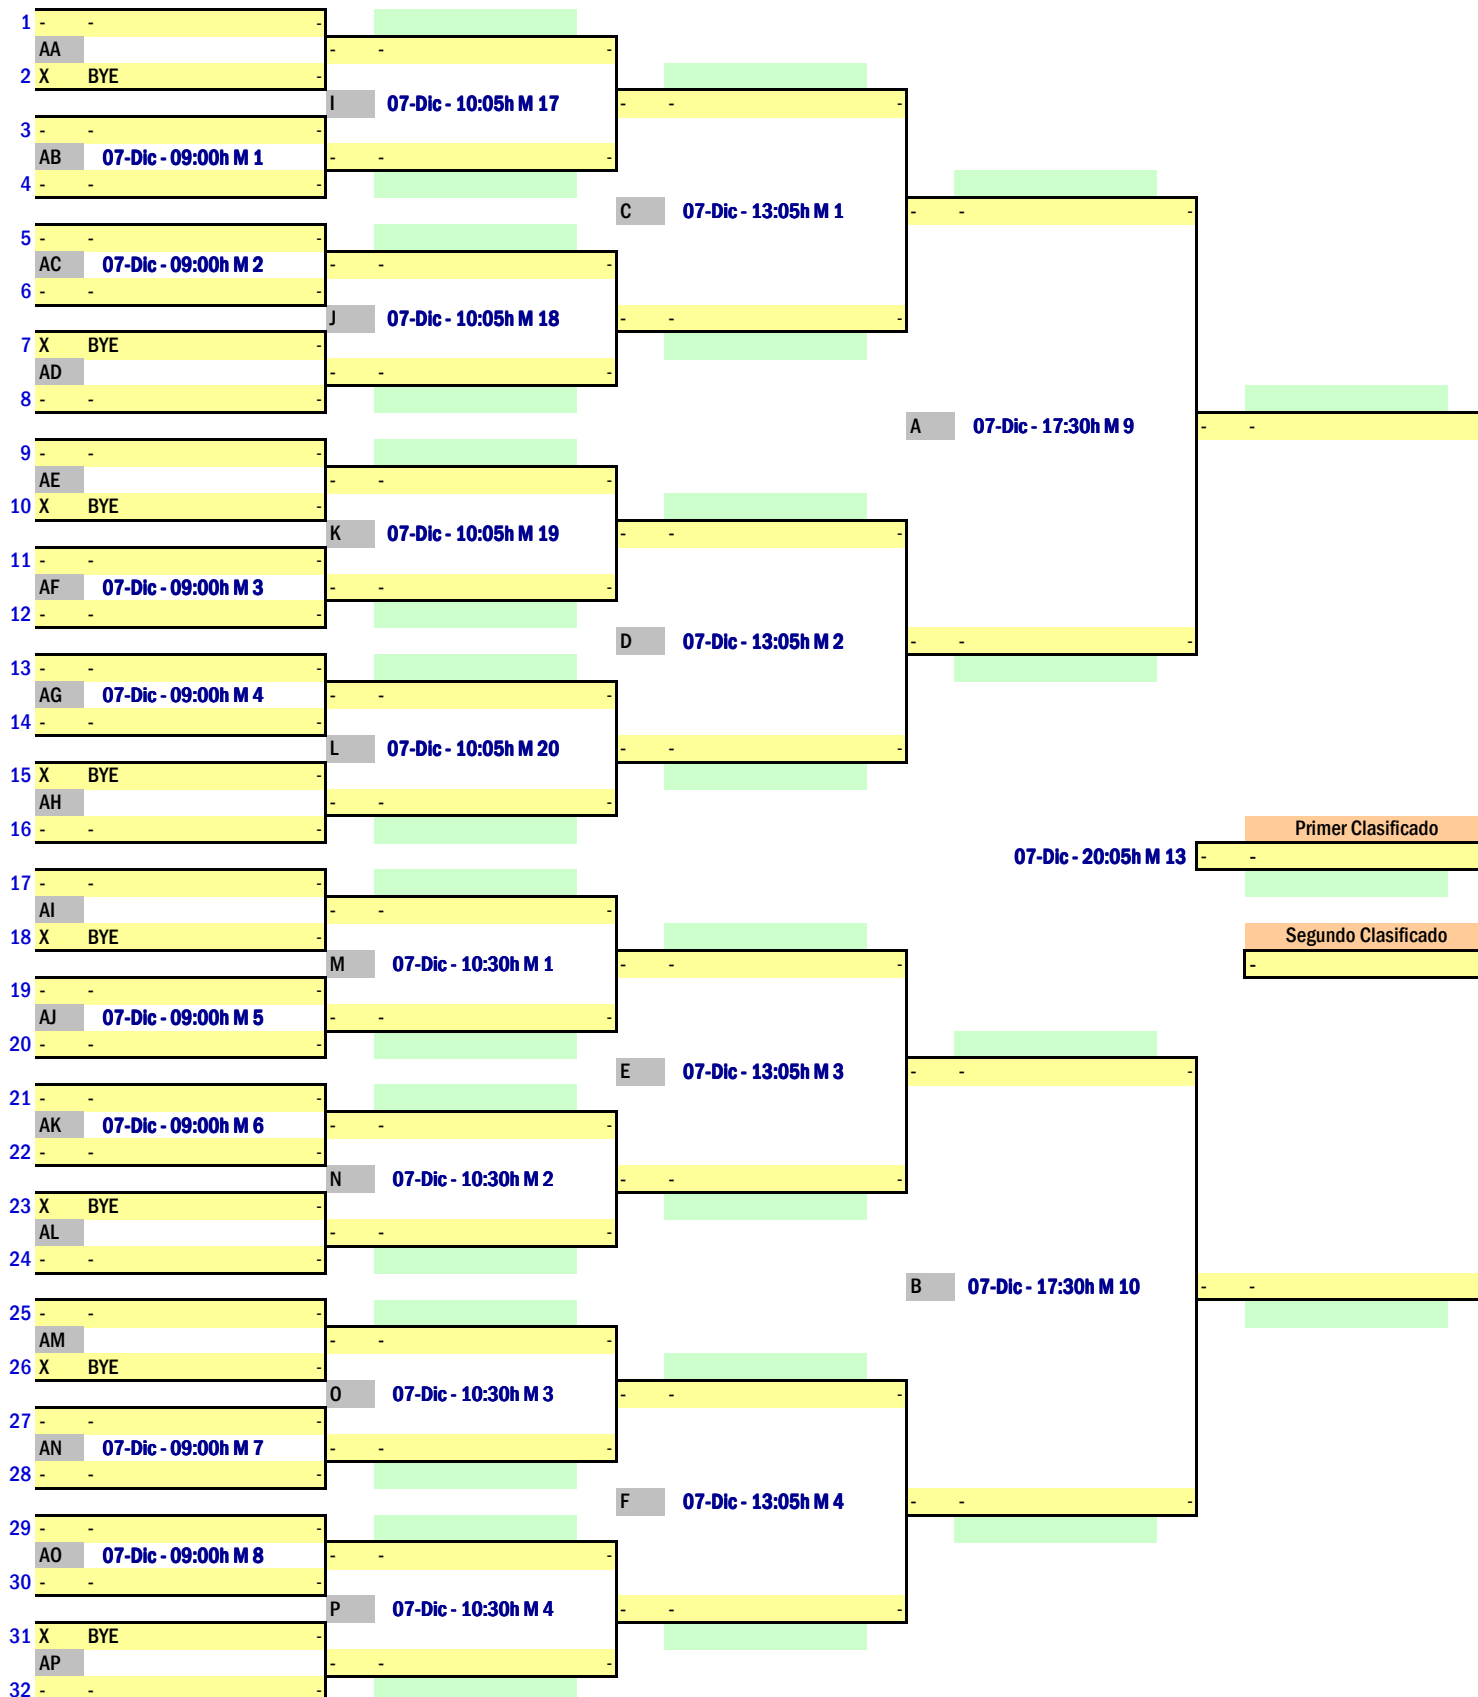 1 - - -
AA
- - -
2 X BYE -
I 07-Dic - 10:05h M 17
- - -
3 - - -
AB 07-Dic - 09:00h M 1
- - -
4 - - -
C 07-Dic - 13:05h M 1
- - -
5 - - -
AC 07-Dic - 09:00h M 2
- - -
6 - - -
J 07-Dic - 10:05h M 18
- - -
7 X BYE -
AD
- - -
8 - - -
A 07-Dic - 17:30h M 9
- -
9 - - -
AE
- - -
10 X BYE -
K 07-Dic - 10:05h M 19
- - -
11 - - -
AF 07-Dic - 09:00h M 3
- - -
12 - - -
D 07-Dic - 13:05h M 2
- - -
13 - - -
AG 07-Dic - 09:00h M 4
- - -
14 - - -
L 07-Dic - 10:05h M 20
- - -
15 X BYE -
AH
- - -
16 - - -
Primer Clasificado
07-Dic - 20:05h M 13
- -
17 - - -
AI
- - -
18 X BYE -
Segundo Clasificado
M 07-Dic - 10:30h M 1
- - -
-
19 - - -
AJ 07-Dic - 09:00h M 5
- - -
20 - - -
E 07-Dic - 13:05h M 3
- - -
21 - - -
AK 07-Dic - 09:00h M 6
- - -
22 - - -
N 07-Dic - 10:30h M 2
- - -
23 X BYE -
AL
- - -
24 - - -
B 07-Dic - 17:30h M 10
- -
25 - - -
AM
- - -
26 X BYE -
O 07-Dic - 10:30h M 3
- - -
27 - - -
AN 07-Dic - 09:00h M 7
- - -
28 - - -
F 07-Dic - 13:05h M 4
- - -
29 - - -
AO 07-Dic - 09:00h M 8
- - -
30 - - -
P 07-Dic - 10:30h M 4
- - -
31 X BYE -
AP
- - -
32 - -